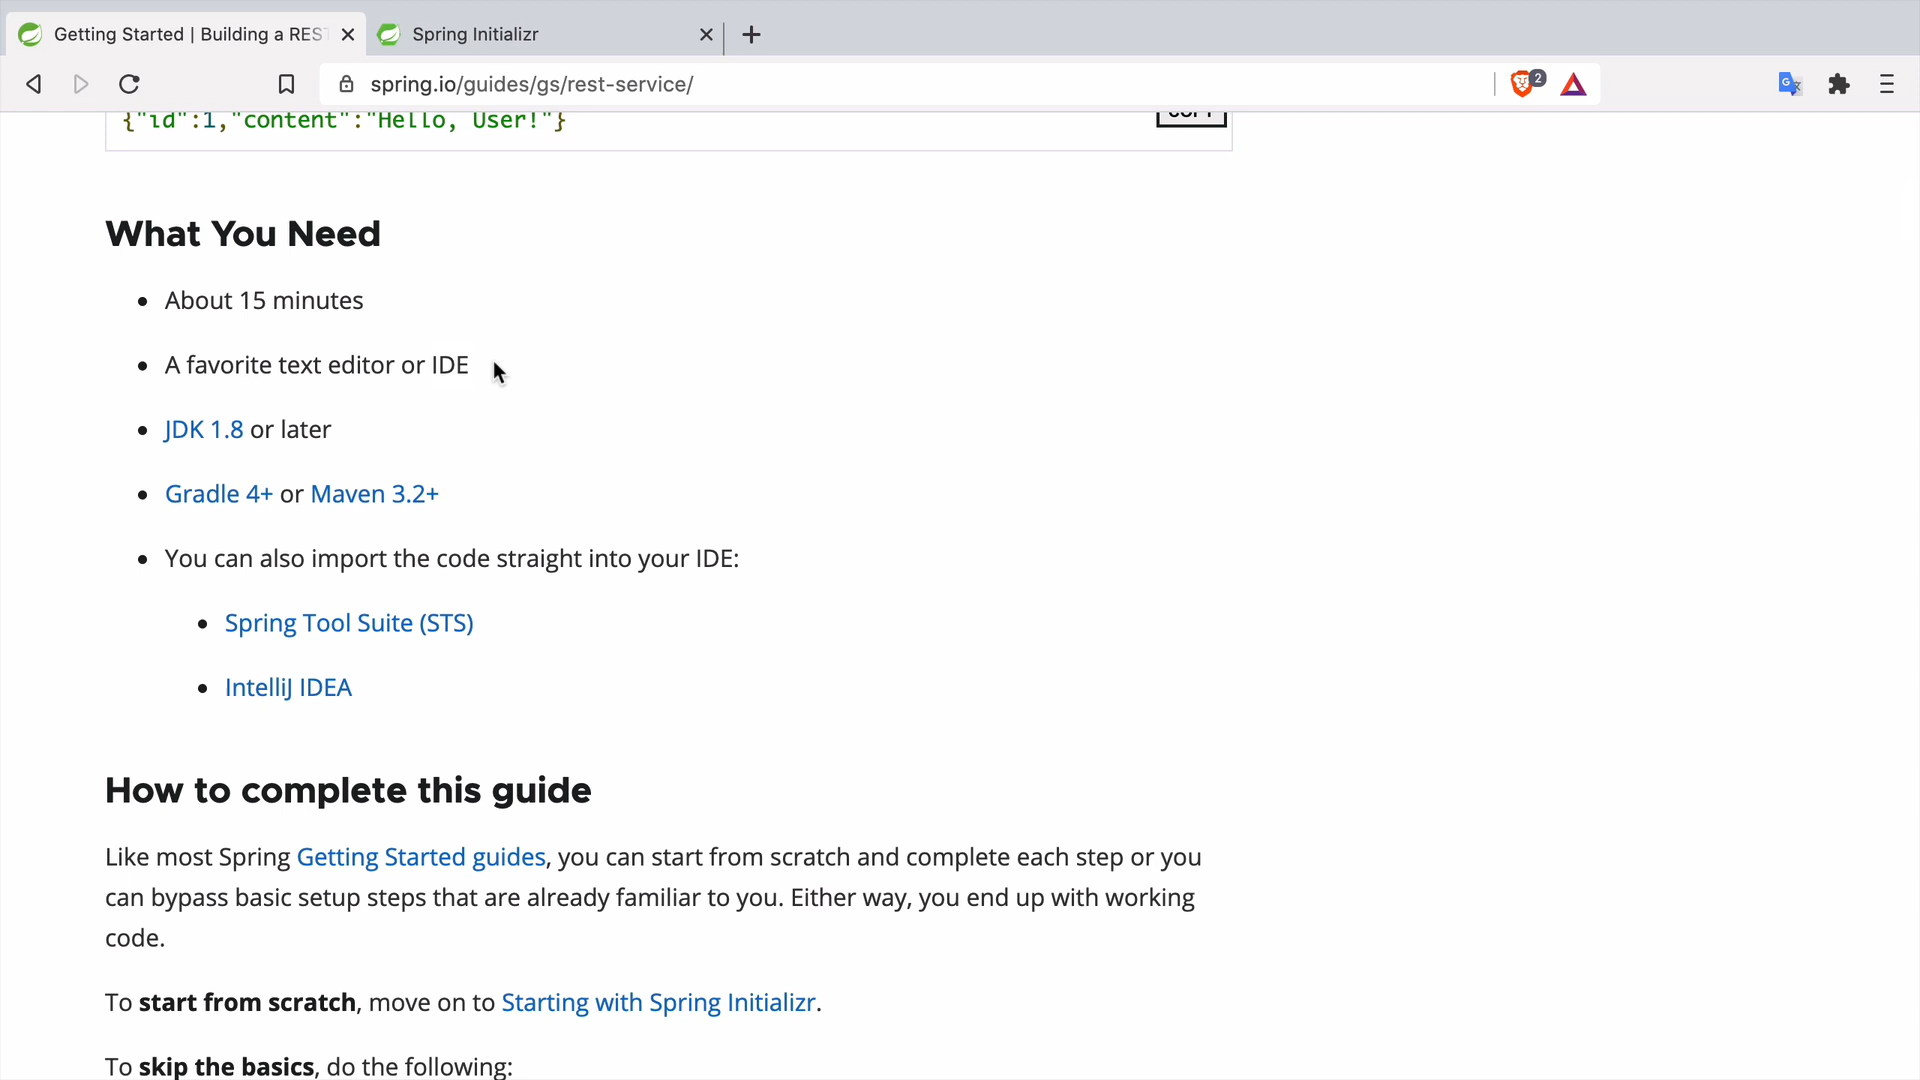 Getting Started | Building a REST
Spring Initializr
spring.io/guides/gs/rest-service/
2
{"id":1,"content":"Hello, User!"}
COPY
What You Need
About 15 minutes
A favorite text editor or IDE
JDK 1.8 or later
Gradle 4+ or Maven 3.2+
You can also import the code straight into your IDE:
Spring Tool Suite (STS)
IntelliJ IDEA
How to complete this guide
Like most Spring Getting Started guides, you can start from scratch and complete each step or you
can bypass basic setup steps that are already familiar to you. Either way, you end up with working
code.
To start from scratch, move on to Starting with Spring Initializr.
To skip the basics, do the following: